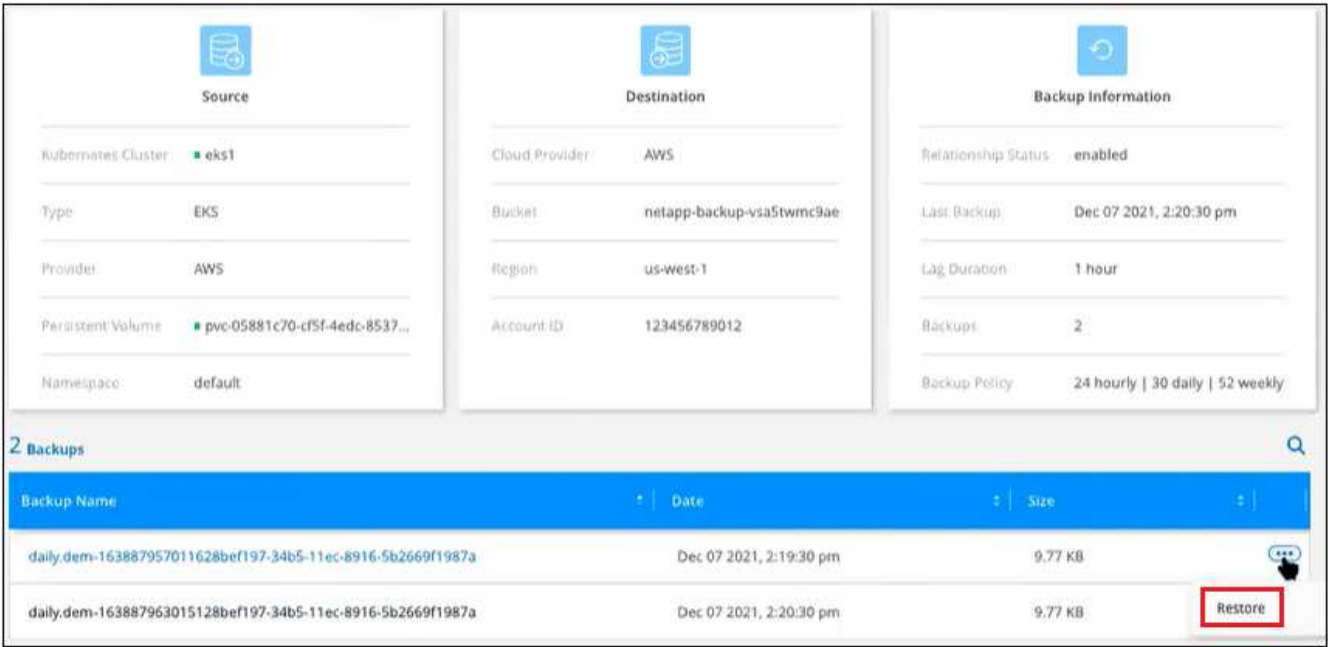 Source
Kubernates Cluster eks1
Type EKS
Provider AWS
Persistent Volume pvc-05881c70-cf5f-4edc-8537...
Namespace default
Destination
Cloud Provider AWS
Bucket netapp-backup-vsa5twmc9ae
Region us-west-1
Account ID 123456789012
Backup Information
Relationship Status enabled
Last Backup Dec 07 2021, 2:20:30 pm
Lag Duration 1 hour
Backups 2
Backup Policy 24 hourly | 30 daily | 52 weekly
2 Backups
Backup Name Date Size
daily.dem-163887957011628bef197-34b5-11ec-8916-5b2669f1987a Dec 07 2021, 2:19:30 pm 9.77 KB
daily.dem-163887963015128bef197-34b5-11ec-8916-5b2669f1987a Dec 07 2021, 2:20:30 pm 9.77 KB
Restore